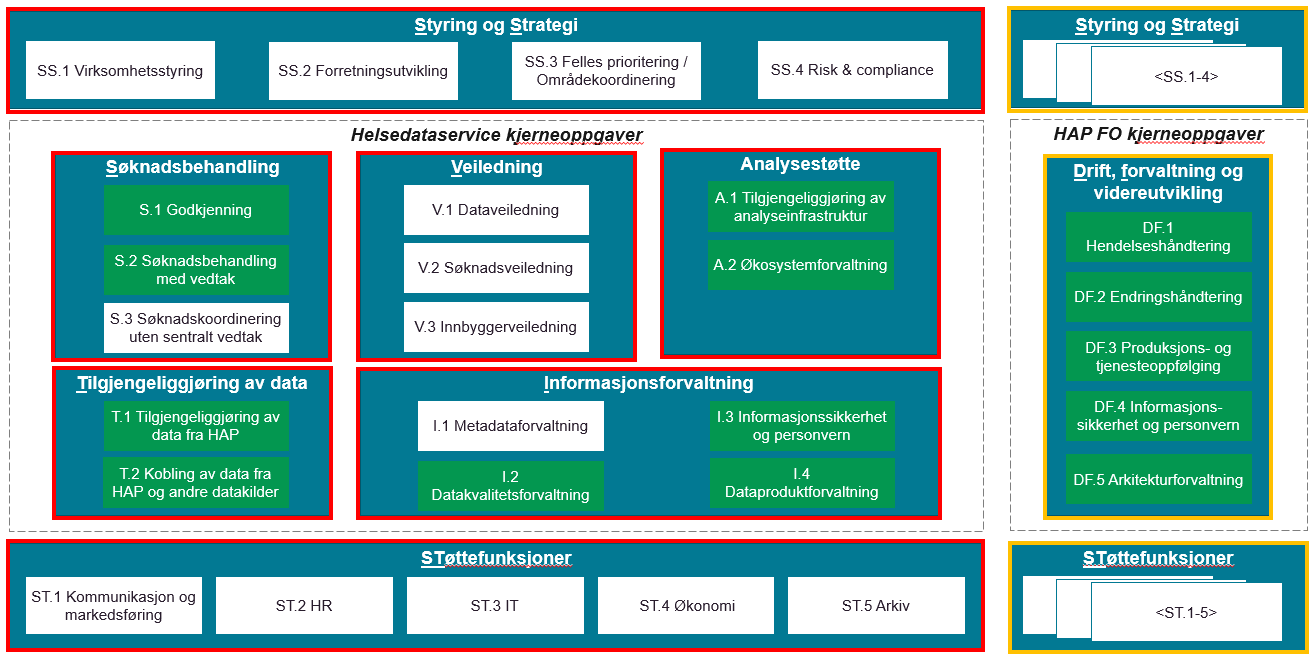 Styring og Strategi
SS.1 Virksomhetsstyring
SS.2 Forretningsutvikling
SS.3 Felles prioritering /
Områdekoordinering
SS.4 Risk & compliance
Styring og Strategi
<SS.1-4>
Helsedataservice kjerneoppgaver
Søknadsbehandling
S.1 Godkjenning
S.2 Søknadsbehandling
med vedtak
S.3 Søknadskoordinering
uten sentralt vedtak
Veiledning
V.1 Dataveiledning
V.2 Søknadsveiledning
V.3 Innbyggerveiledning
Analysestøtte
A.1 Tilgjengeliggjøring av
analyseinfrastruktur
A.2 Økosystemforvaltning
Tilgjengeliggjøring av data
T.1 Tilgjengeliggjøring av
data fra HAP
T.2 Kobling av data fra
HAP og andre datakilder
Informasjonsforvaltning
I.1 Metadataforvaltning
I.2
Datakvalitetsforvaltning
I.3 Informasjonssikkerhet
og personvern
I.4
Dataproduktforvaltning
HAP FO kjerneoppgaver
Drift, forvaltning og
videreutvikling
DF.1
Hendelseshåndtering
DF.2 Endringshåndtering
DF.3 Produksjons- og
tjenesteoppfølging
DF.4 Informasjons-
sikkerhet og personvern
DF.5 Arkitekturforvaltning
STøttefunksjoner
ST.1 Kommunikasjon og
markedsføring
ST.2 HR
ST.3 IT
ST.4 Økonomi
ST.5 Arkiv
STøttefunksjoner
<ST.1-5>